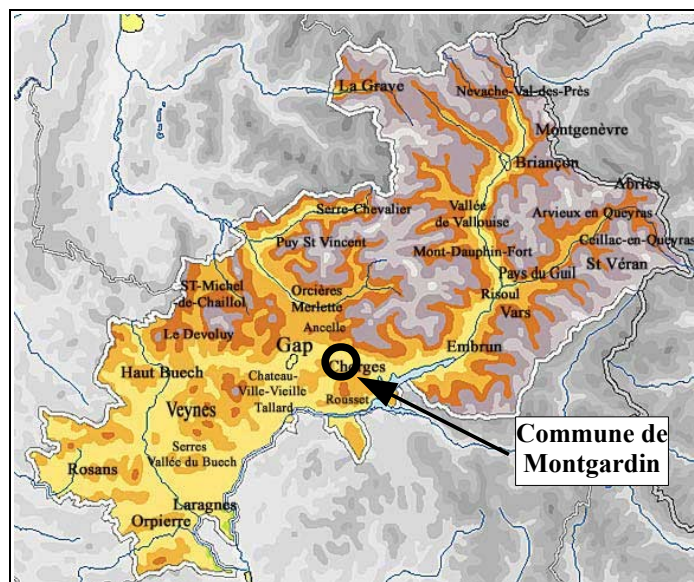 La Grave
Nevache-Val-des-Près
Montgenèvre
Briançon
Abriès
Serre-Chevalier
Vallée
de Vallouise
Arvieux en Queyras
Puy St Vincent
Mont-Dauphin-Fort
Ceillac-en-Queyras
Pays du Guil
St Véran
ST-Michel
-de-Chaillol
Orcières
Merlette
Risoul
Vars
Ancelle
Le Devoluy
Gap
Embrun
Haut Buech
Chorges
Chateau-
Ville-Vieille
Tallard
Rousset
Veynes
Commune de
Montgardin
Serres
Vallée du Buech
Rosans
Laragnes
Orpierre